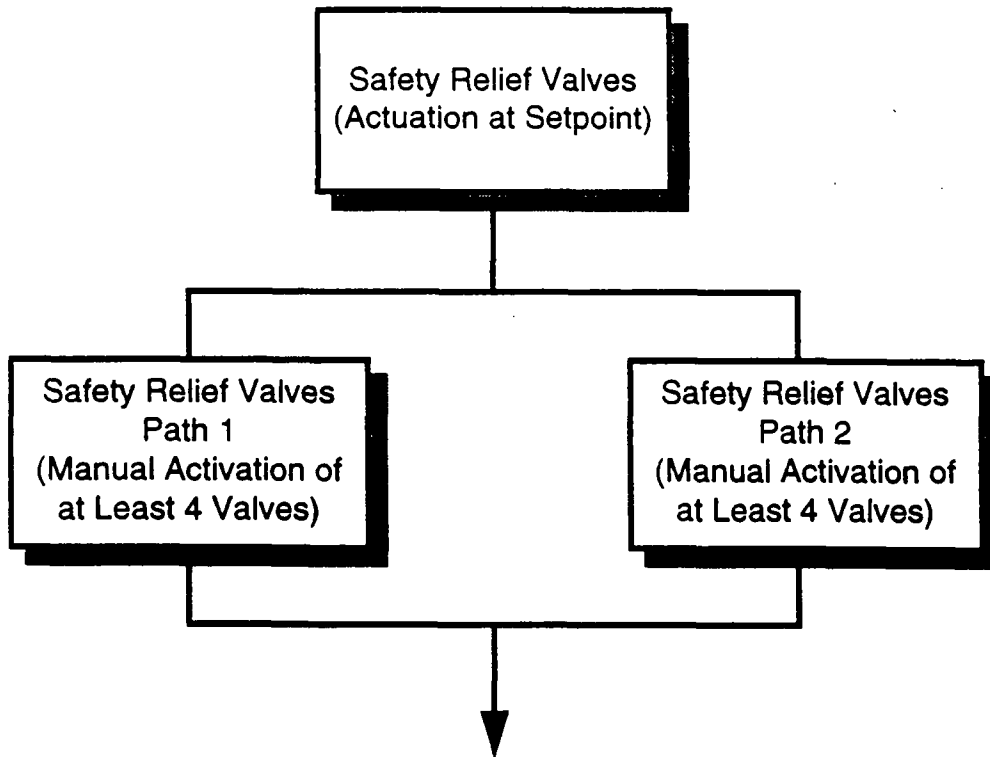 Safety Relief Valves
(Actuation at Setpoint)
Safety Relief Valves
Path 1
(Manual Activation of
at Least 4 Valves)
Safety Relief Valves
Path 2
(Manual Activation of
at Least 4 Valves)